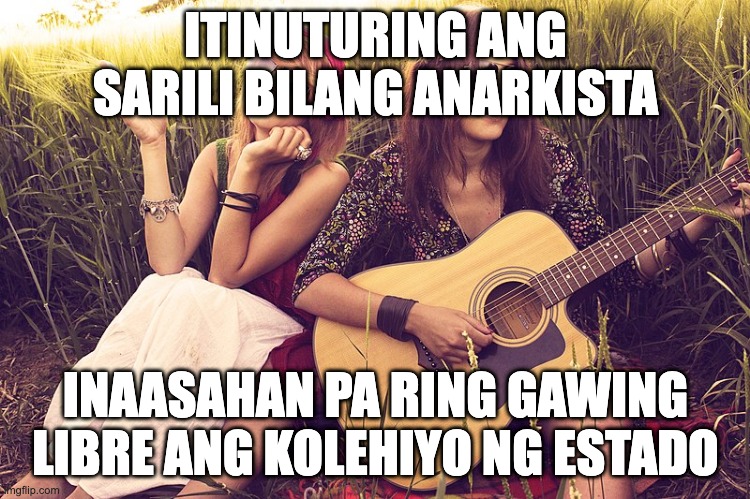 ITINUTURING ANG
SARILI BILANG ANARKISTA
INAASAHAN PA RING GAWING
LIBRE ANG KOLEHIYO NG ESTADO
imgflip.com